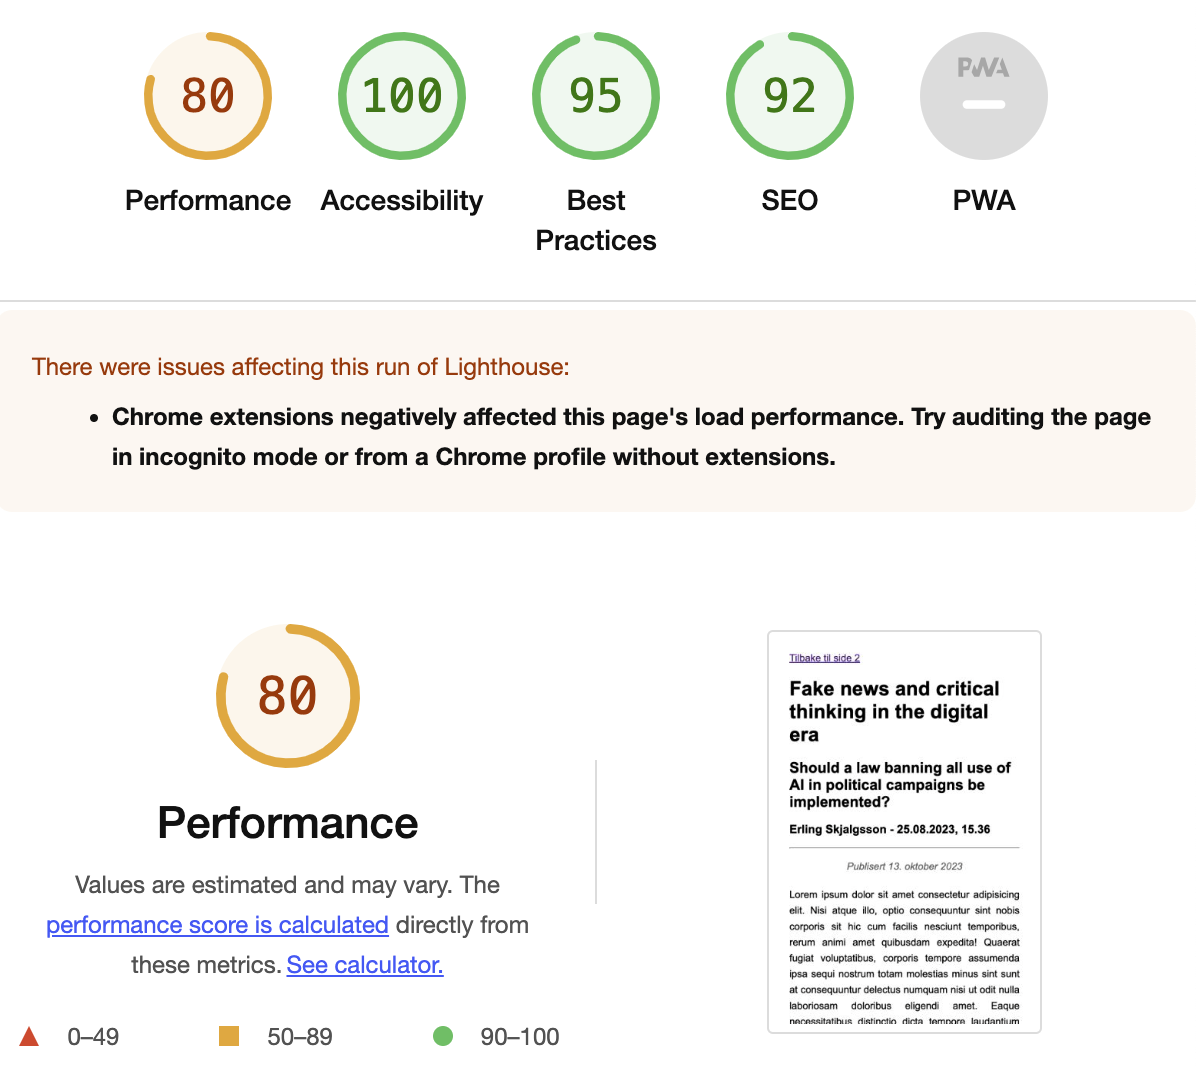 80
100
95
92
PWA
Performance
Accessibility
Best
Practices
SEO
PWA
There were issues affecting this run of Lighthouse:
• Chrome extensions negatively affected this page's load performance. Try auditing the page
in incognito mode or from a Chrome profile without extensions.
80
Performance
Values are estimated and may vary. The
performance score is calculated directly from
these metrics. See calculator.
0–49
50–89
90–100
Tilbake til side 2
Fake news and critical
thinking in the digital
era
Should a law banning all use of
AI in political campaigns be
implemented?
Erling Skjalgsson - 25.08.2023, 15.36
Publisert 13. oktober 2023
Lorem ipsum dolor sit amet consectetur adipisicing
elit. Nisi atque illo, optio consequuntur sint nobis
corporis sit hic cum facilis nesciunt temporibus,
rerum animi amet quibusdam expedita! Quaerat
fugiat voluptatibus, corporis tempore assumenda
ipsa sequi nostrum totam molestias minus sint sunt
at consequuntur delectus numquam nisi ut odit nulla
laboriosam doloribus eligendi amet. Eaque
necessitatibus distinctio dicta tempore laudantium